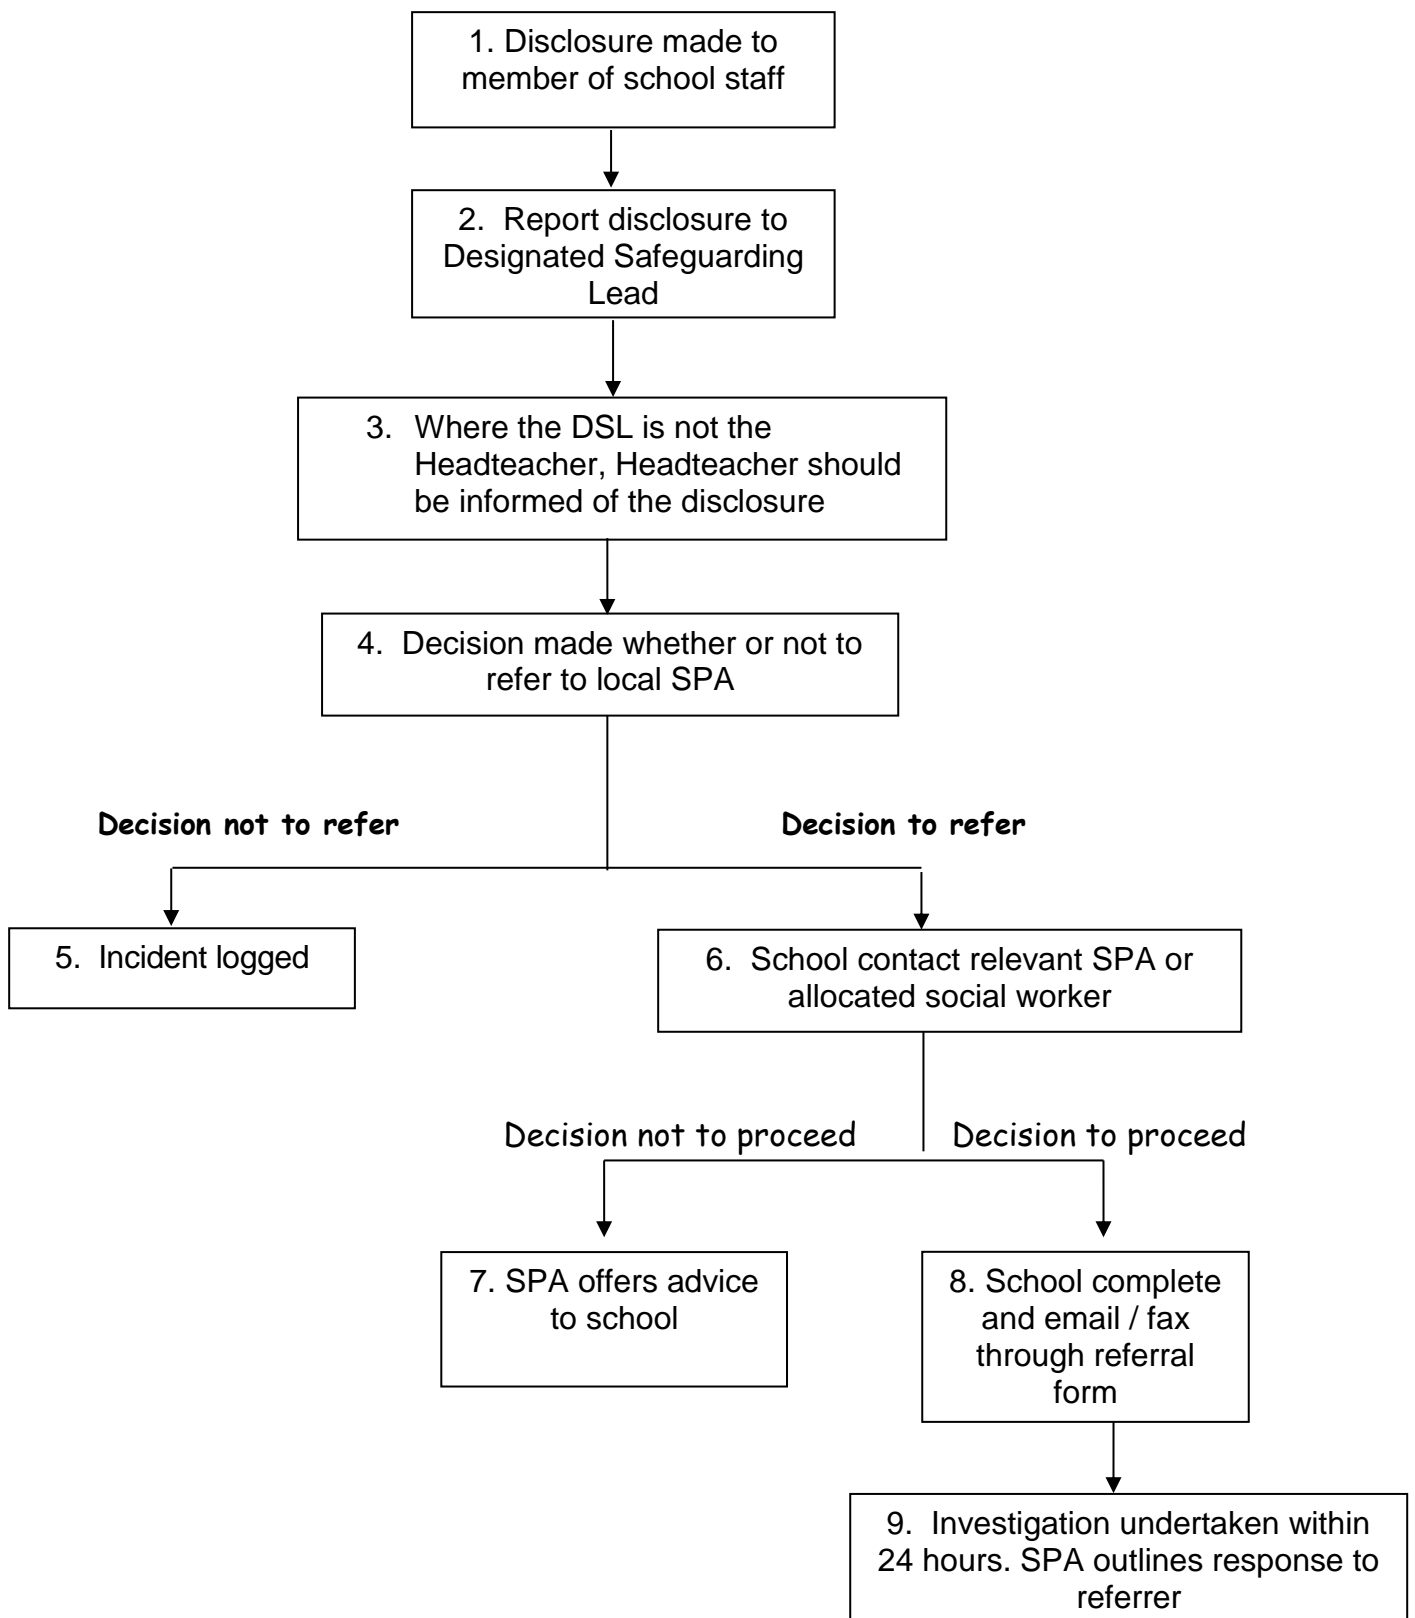 1. Disclosure made to
member of school staff
2. Report disclosure to
Designated Safeguarding
Lead
3. Where the DSL is not the
Headteacher, Headteacher should
be informed of the disclosure
4. Decision made whether or not to
refer to local SPA
Decision not to refer
Decision to refer
5. Incident logged
6. School contact relevant SPA or
allocated social worker
Decision not to proceed
Decision to proceed
7. SPA offers advice
to school
8. School complete
and email / fax
through referral
form
9. Investigation undertaken within
24 hours. SPA outlines response to
referrer